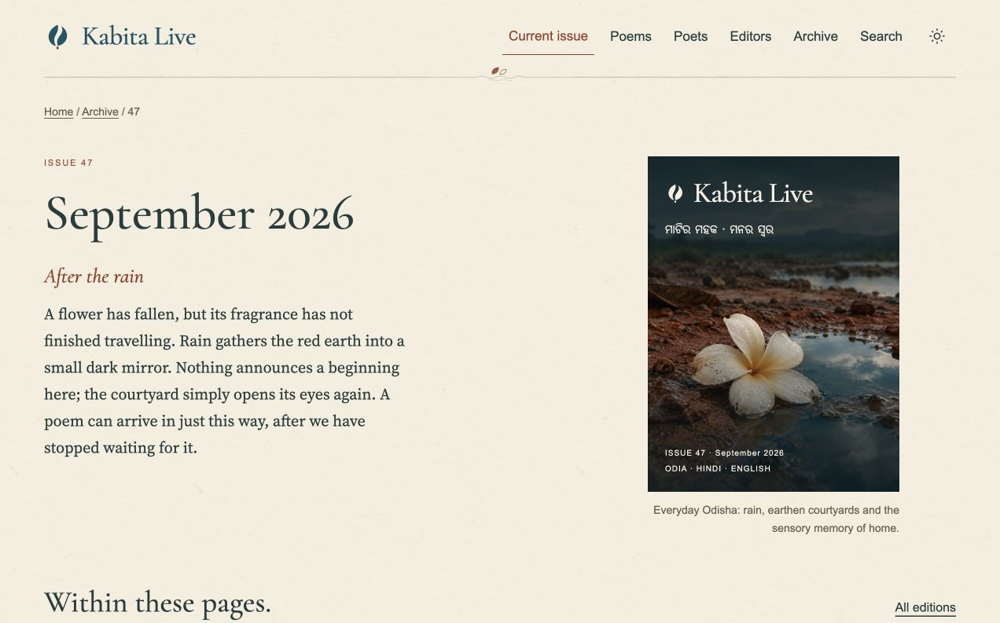 Kabita Live
Current issue
Poems
Poets
Editors
Archive
Search
Home / Archive / 47
ISSUE 47
September 2026
After the rain
A flower has fallen, but its fragrance has not
finished travelling. Rain gathers the red earth into a
small dark mirror. Nothing announces a beginning
here; the courtyard simply opens its eyes again. A
poem can arrive in just this way, after we have
stopped waiting for it.
Kabita Live
ମାଟିର ମହକ · ମନର ସ୍ୱର
ISSUE 47 · September 2026
ODIA · HINDI · ENGLISH
Everyday Odisha: rain, earthen courtyards and the
sensory memory of home.
Within these pages.
All editions